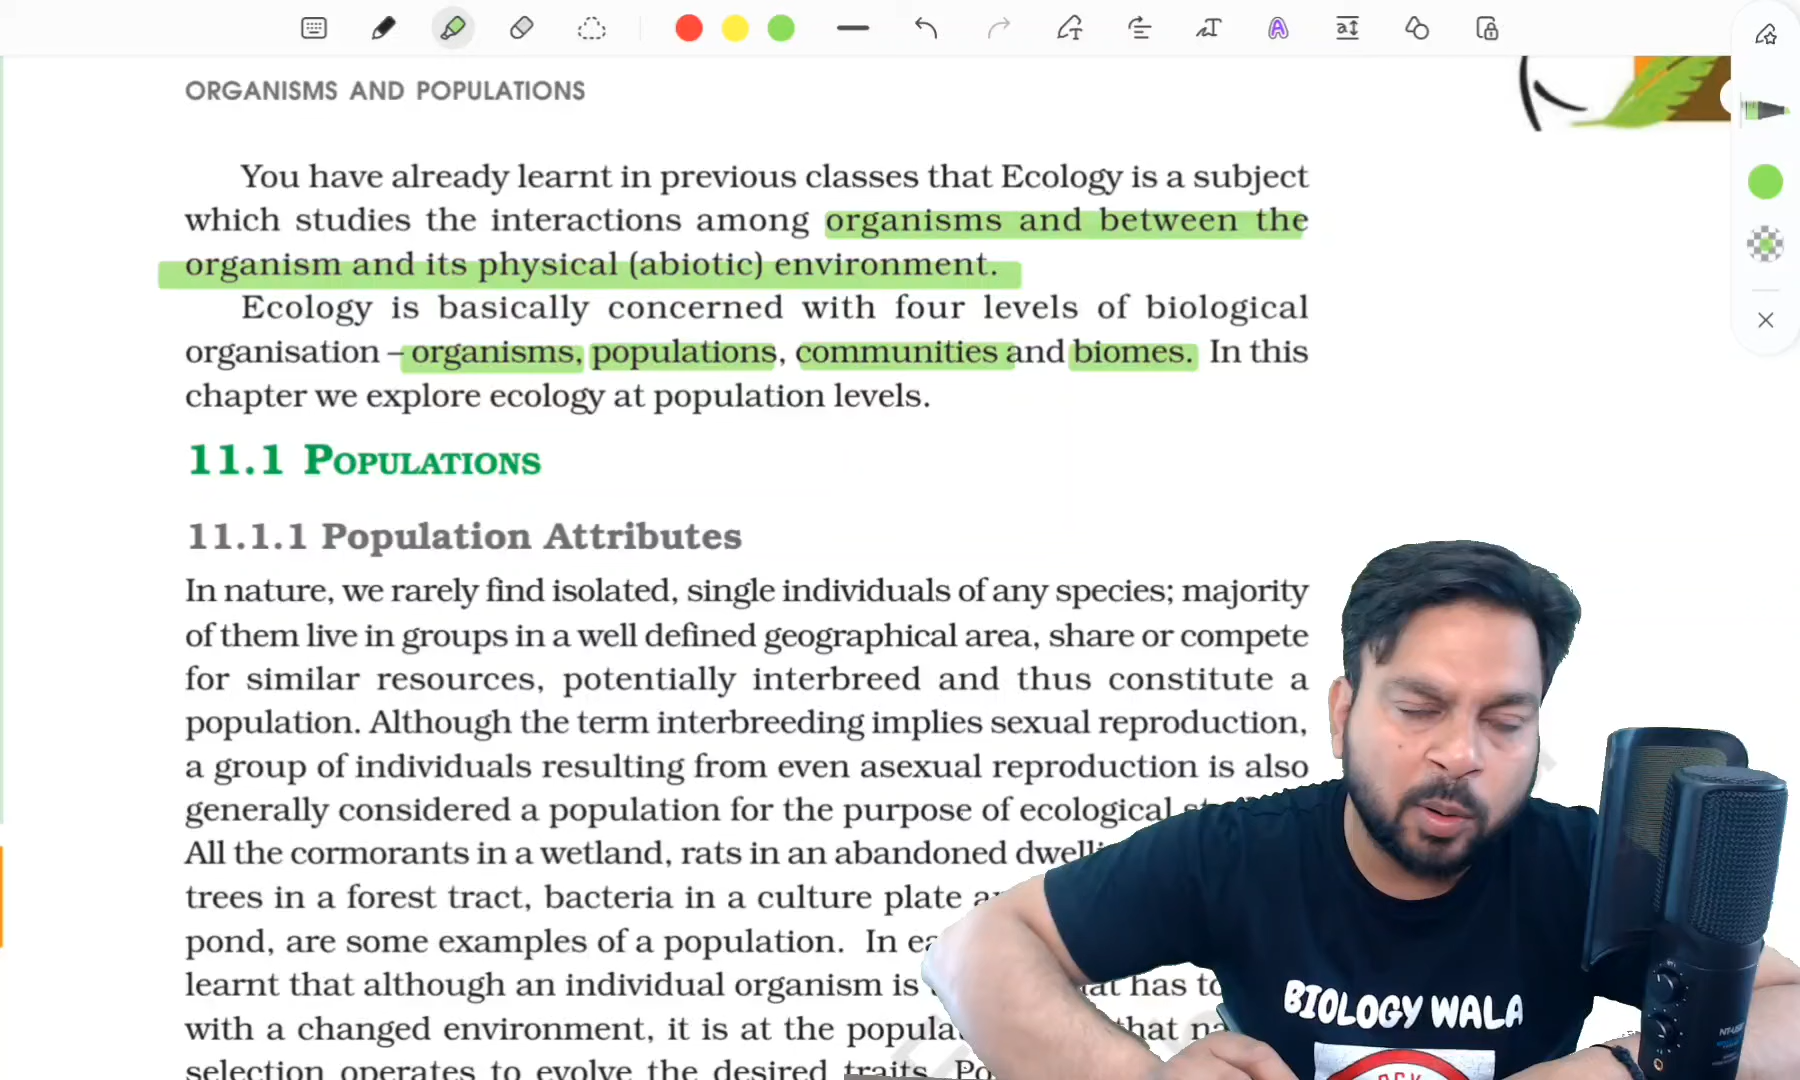 ORGANISMS AND POPULATIONS
You have already learnt in previous classes that Ecology is a subject
which studies the interactions among organisms and between the
organism and its physical (abiotic) environment.
Ecology is basically concerned with four levels of biological
organisation – organisms, populations, communities and biomes. In this
chapter we explore ecology at population levels.
11.1 POPULATIONS
11.1.1 Population Attributes
In nature, we rarely find isolated, single individuals of any species; majority
of them live in groups in a well defined geographical area, share or compete
for similar resources, potentially interbreed and thus constitute a
population. Although the term interbreeding implies sexual reproduction,
a group of individuals resulting from even asexual reproduction is also
generally considered a population for the purpose of ecological
All the cormorants in a wetland, rats in an abandoned
trees in a forest tract, bacteria in a culture plate
pond, are some examples of a population. In
learnt that although an individual organism is has to
with a changed environment, it is at the that
selection operates to evolve the desired traits.
BIOLOGY WALA